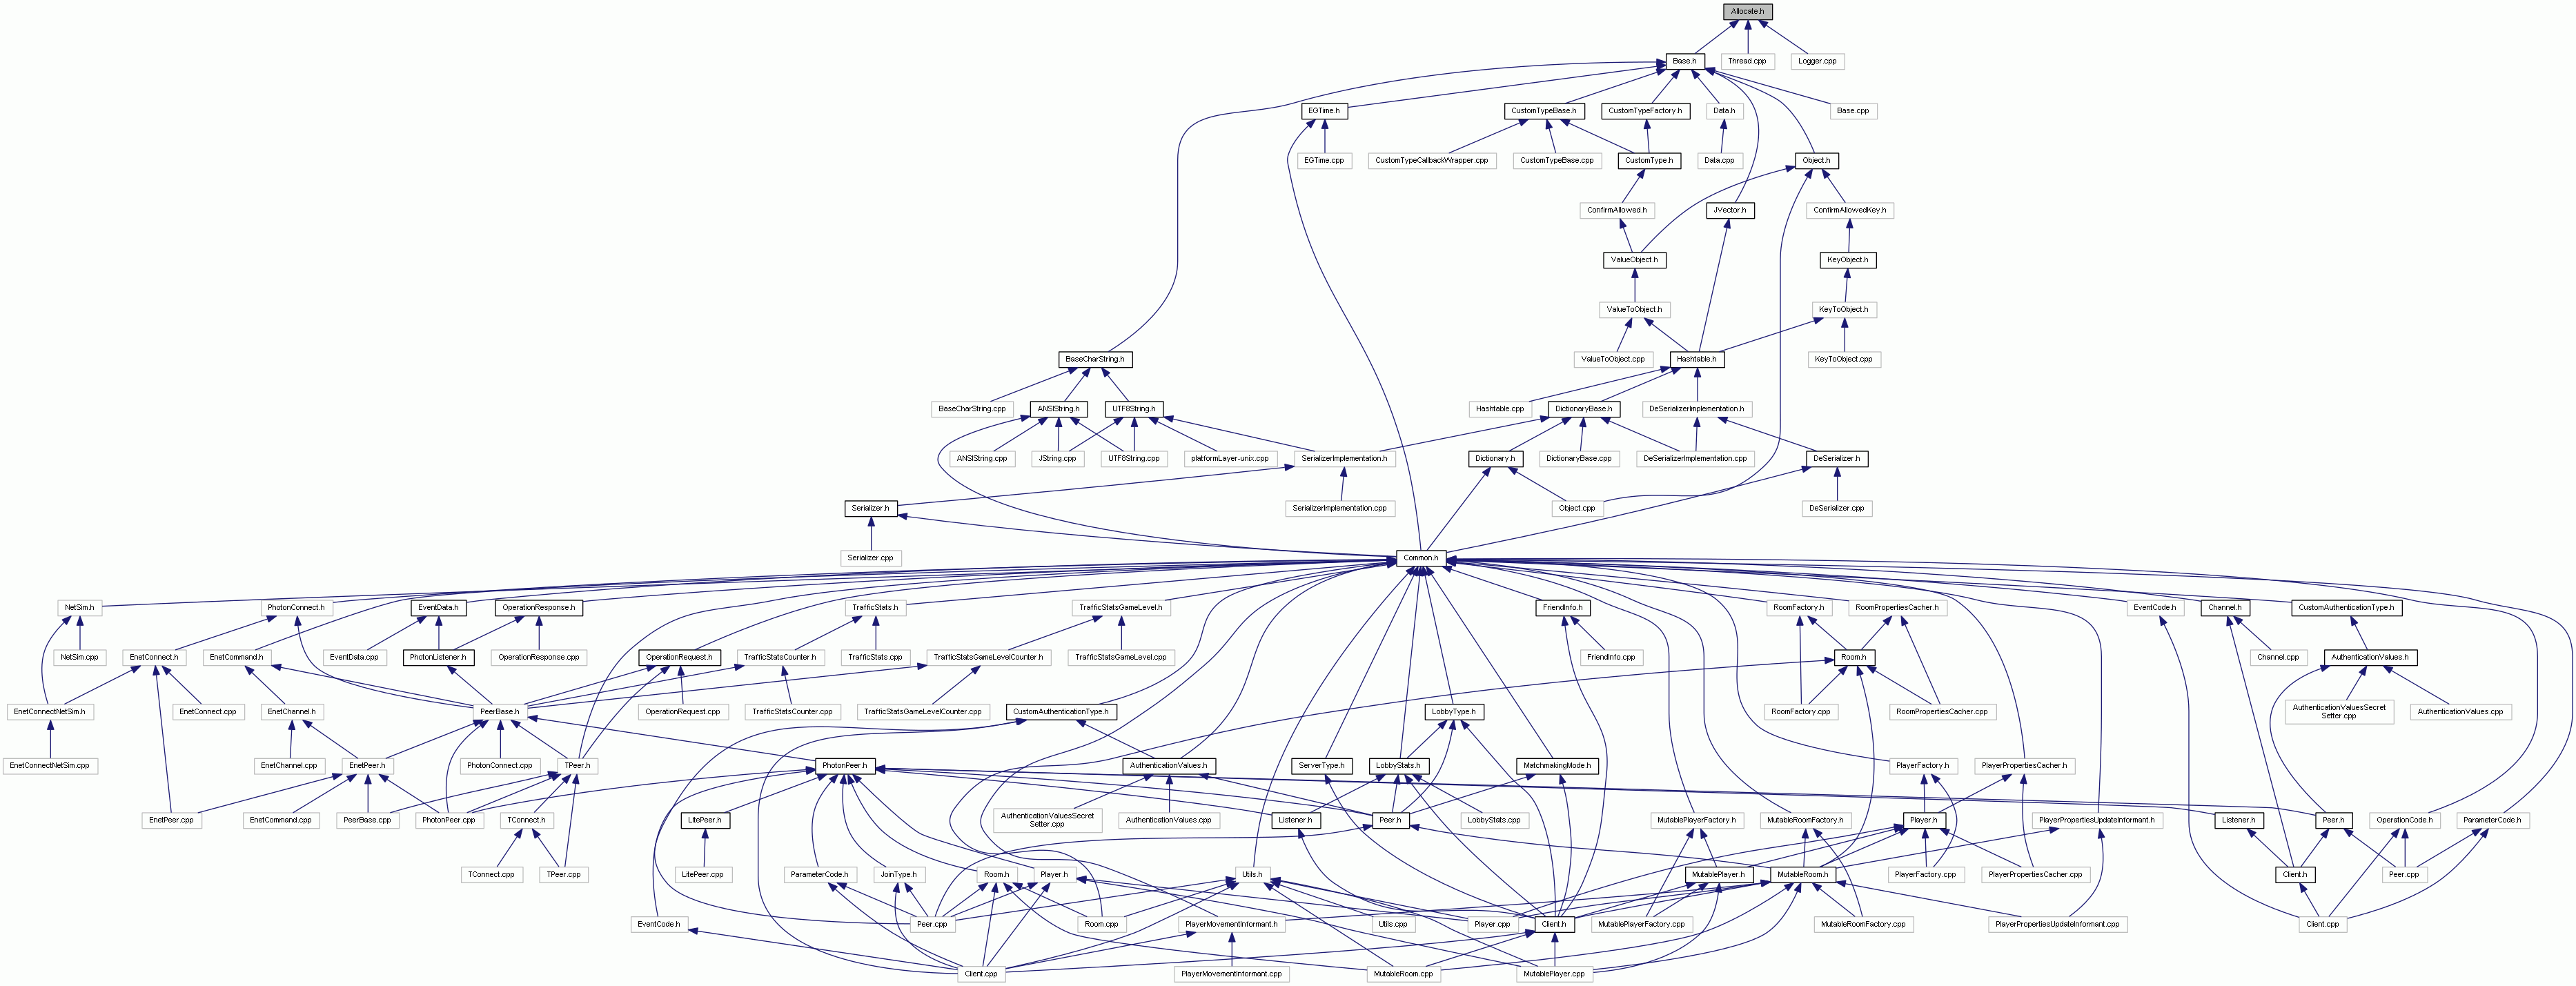 Allocate.h
Base.h
Thread.cpp
Logger.cpp
EGTime.h
CustomTypeBase.h
CustomTypeFactory.h
Data.h
Base.cpp
EGTime.cpp
CustomTypeCallbackWrapper.cpp
CustomTypeBase.cpp
CustomType.h
Data.cpp
Object.h
ConfirmAllowed.h
JVector.h
ConfirmAllowedKey.h
ValueObject.h
KeyObject.h
ValueToObject.h
KeyToObject.h
BaseCharString.h
ValueToObject.cpp
Hashtable.h
KeyToObject.cpp
BaseCharString.cpp
ANSIString.h
UTF8String.h
Hashtable.cpp
DictionaryBase.h
DeSerializerImplementation.h
ANSIString.cpp
JString.cpp
UTF8String.cpp
platformLayer-unix.cpp
SerializerImplementation.h
Dictionary.h
DictionaryBase.cpp
DeSerializerImplementation.cpp
DeSerializer.h
Serializer.h
SerializerImplementation.cpp
Object.cpp
DeSerializer.cpp
Serializer.cpp
Common.h
NetSim.h
PhotonConnect.h
EventData.h
OperationResponse.h
TrafficStats.h
TrafficStatsGameLevel.h
FriendInfo.h
RoomFactory.h
RoomPropertiesCacher.h
EventCode.h
Channel.h
CustomAuthenticationType.h
NetSim.cpp
EnetConnect.h
EnetCommand.h
EventData.cpp
PhotonListener.h
OperationResponse.cpp
OperationRequest.h
TrafficStatsCounter.h
TrafficStats.cpp
TrafficStatsGameLevelCounter.h
TrafficStatsGameLevel.cpp
FriendInfo.cpp
Room.h
Channel.cpp
AuthenticationValues.h
EnetConnectNetSim.h
EnetConnect.cpp
EnetChannel.h
PeerBase.h
OperationRequest.cpp
TrafficStatsCounter.cpp
TrafficStatsGameLevelCounter.cpp
CustomAuthenticationType.h
LobbyType.h
RoomFactory.cpp
RoomPropertiesCacher.cpp
AuthenticationValuesSecret
Setter.cpp
AuthenticationValues.cpp
EnetConnectNetSim.cpp
EnetChannel.cpp
EnetPeer.h
PhotonConnect.cpp
TPeer.h
PhotonPeer.h
AuthenticationValues.h
ServerType.h
LobbyStats.h
MatchmakingMode.h
PlayerFactory.h
PlayerPropertiesCacher.h
EnetPeer.cpp
EnetCommand.cpp
PeerBase.cpp
PhotonPeer.cpp
TConnect.h
LitePeer.h
AuthenticationValuesSecret
Setter.cpp
AuthenticationValues.cpp
Listener.h
Peer.h
LobbyStats.cpp
MutablePlayerFactory.h
MutableRoomFactory.h
Player.h
PlayerPropertiesUpdateInformant.h
Listener.h
Peer.h
OperationCode.h
ParameterCode.h
TConnect.cpp
TPeer.cpp
LitePeer.cpp
ParameterCode.h
JoinType.h
Room.h
Player.h
Utils.h
MutablePlayer.h
MutableRoom.h
PlayerFactory.cpp
PlayerPropertiesCacher.cpp
Client.h
Peer.cpp
EventCode.h
Peer.cpp
Room.cpp
PlayerMovementInformant.h
Utils.cpp
Player.cpp
Client.h
MutablePlayerFactory.cpp
MutableRoomFactory.cpp
PlayerPropertiesUpdateInformant.cpp
Client.cpp
Client.cpp
PlayerMovementInformant.cpp
MutableRoom.cpp
MutablePlayer.cpp